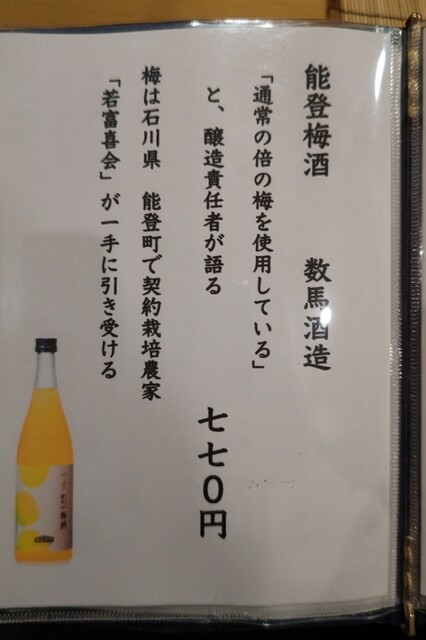 能登梅酒　数馬酒造
「通常の倍の梅を使用している」
と、醸造責任者が語る
七七0円
梅は石川県　能登町で契約栽培農家
「若富喜会」が一手に引き受ける
梅酒